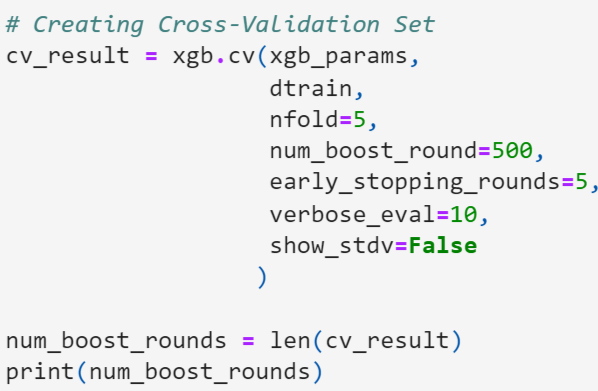 # Creating Cross-Validation Set
cv_result = xgb.cv(xgb_params,
                   dtrain,
                   nfold=5,
                   num_boost_round=500,
                   early_stopping_rounds=5,
                   verbose_eval=10,
                   show_stdv=False
                  )
num_boost_rounds = len(cv_result)
print(num_boost_rounds)